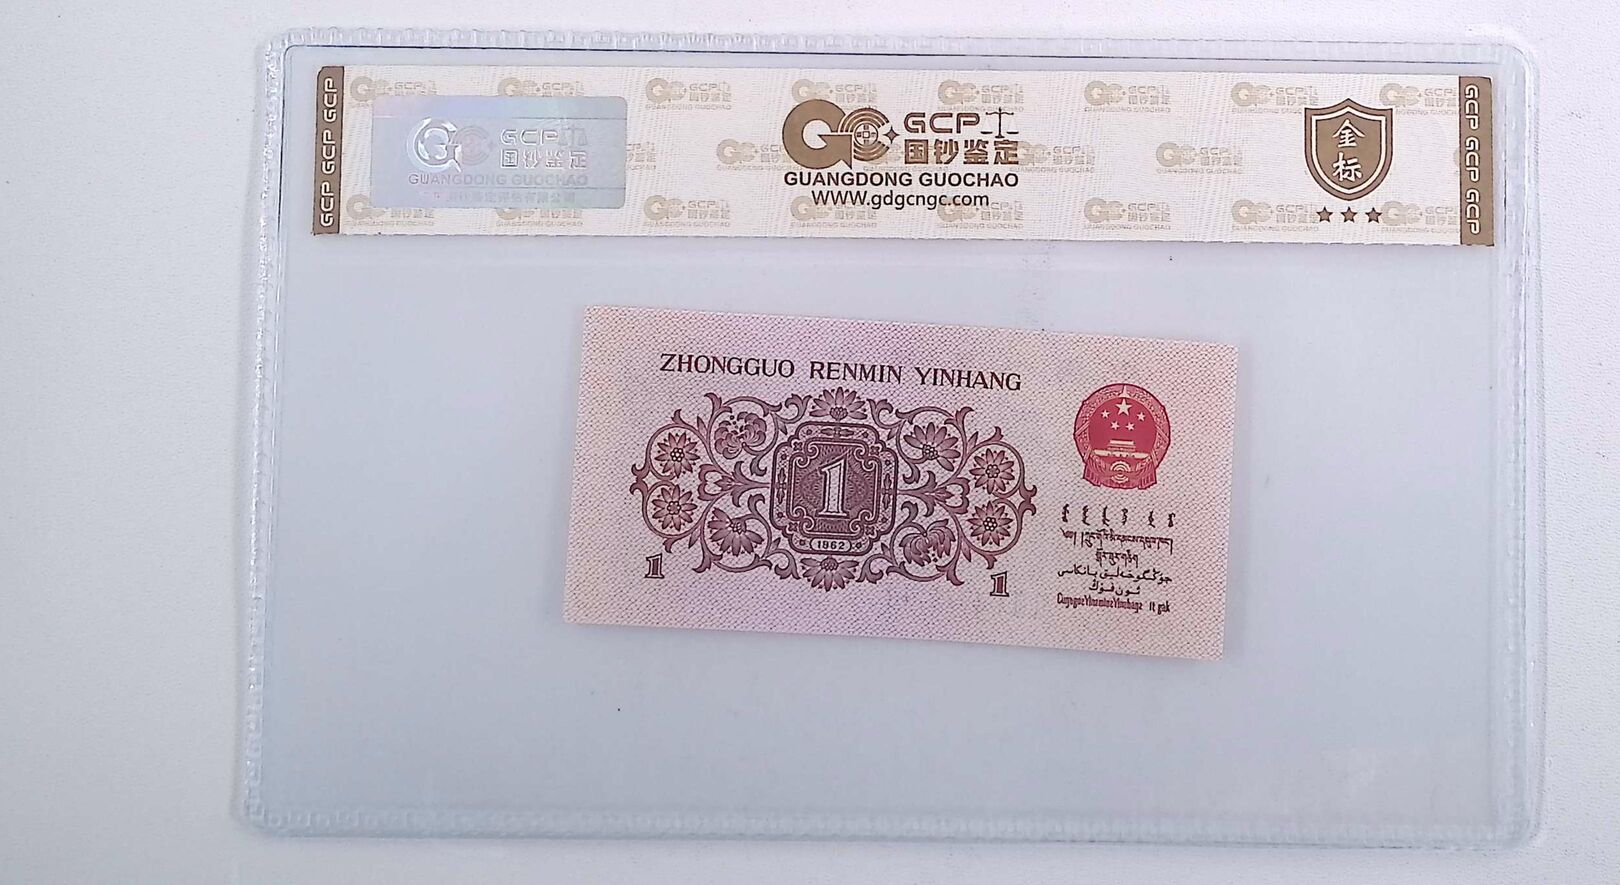 GCP GCP GCP
GCP
国钞鉴定
GUANGDONG GUOCHAO
GCP
国钞鉴定
GUANGDONG GUOCHAO
WWW.gdgcngc.com
金
标
GCP GCP GCP
ZHONGGUO RENMIN YINHANG
1
(1962)
1
1